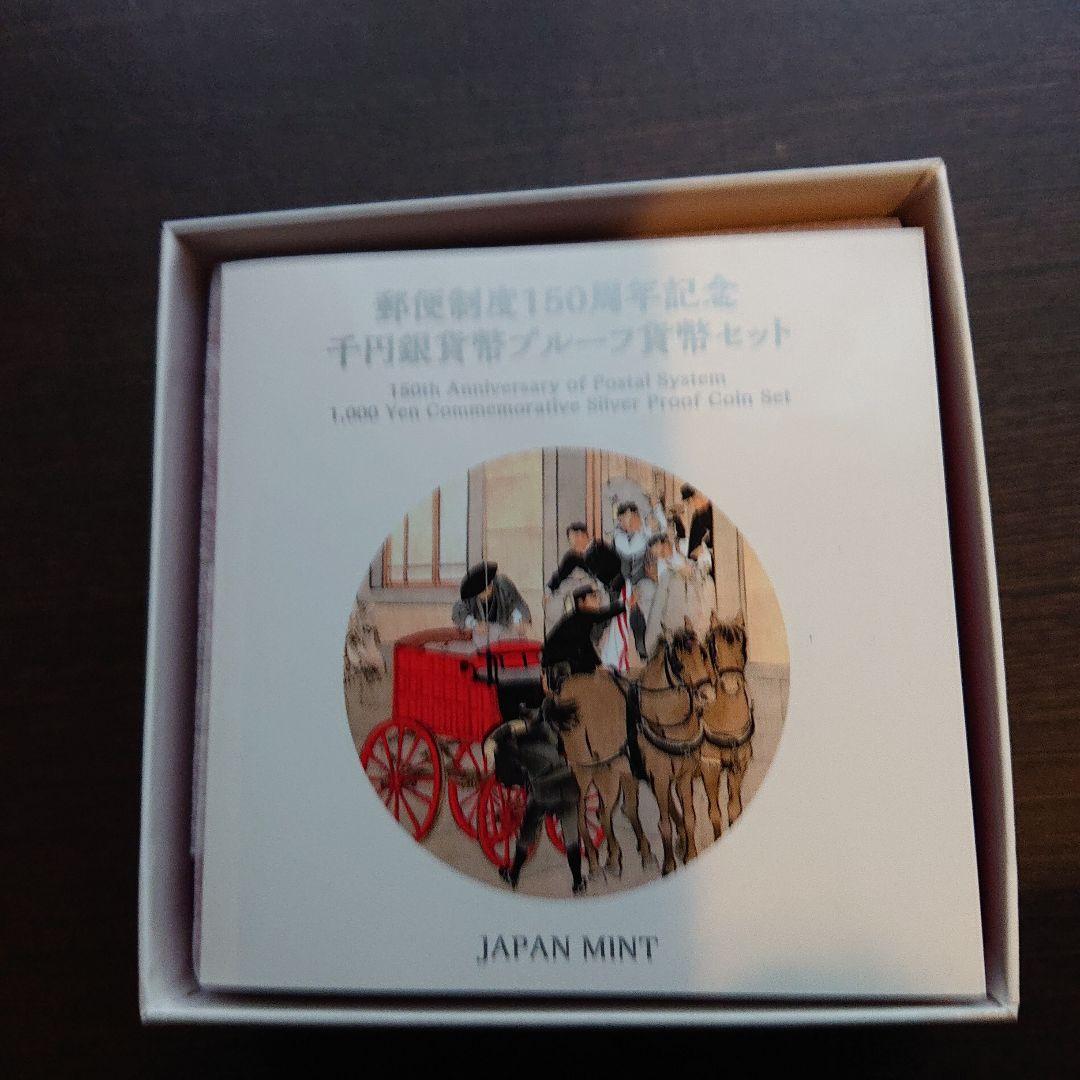 郵便制度150周年記念
千円銀貨幣プルーフ貨幣セット
150th Anniversary of Postal System
1,000 Yen Commemorative Silver Proof Coin Set
JAPAN MINT